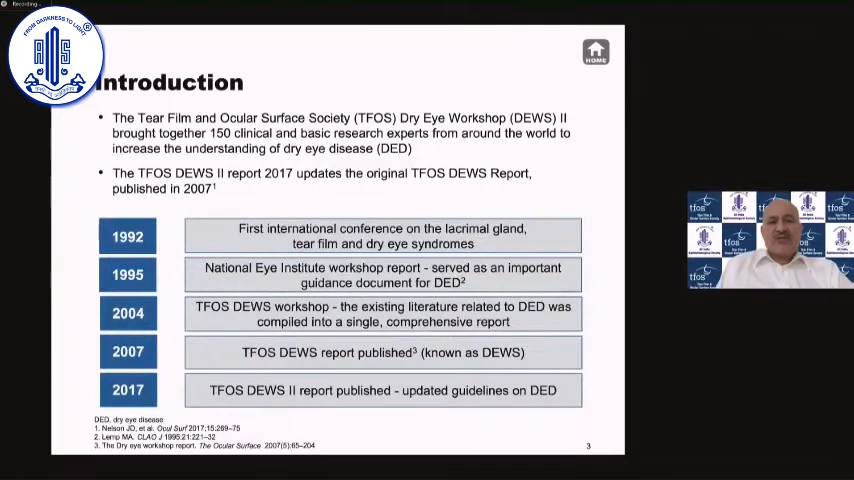 Recording...
FROM DARKNESS TO LIGHT
®
AIOS
HOME
Introduction
• The Tear Film and Ocular Surface Society (TFOS) Dry Eye Workshop (DEWS) II
brought together 150 clinical and basic research experts from around the world to
increase the understanding of dry eye disease (DED)
• The TFOS DEWS II report 2017 updates the original TFOS DEWS Report,
published in 2007¹
1992
First international conference on the lacrimal gland,
tear film and dry eye syndromes
1995
National Eye Institute workshop report - served as an important
guidance document for DED²
2004
TFOS DEWS workshop - the existing literature related to DED was
compiled into a single, comprehensive report
2007
TFOS DEWS report published³ (known as DEWS)
2017
TFOS DEWS II report published - updated guidelines on DED
DED, dry eye disease
1. Nelson JD, et al. Ocul Surf 2017;15:269–75
2. Lemp MA. CLAO J 1995;21:221–32
3. The Dry eye workshop report. The Ocular Surface 2007(5):65–204
3
tfos
tfos
tfos